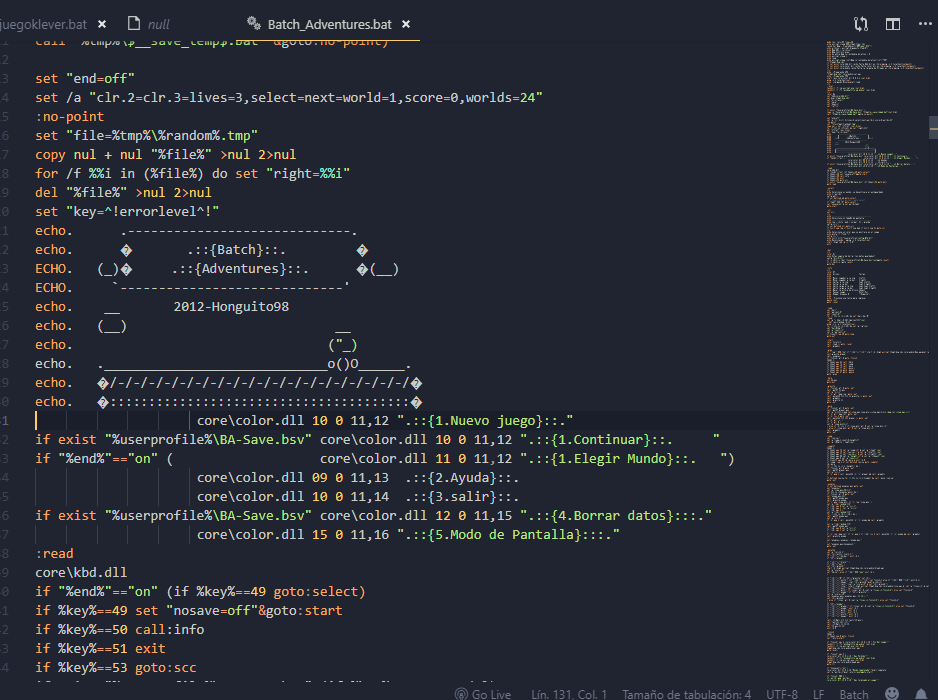 juegoklever.bat × null Batch_Adventures.bat ×
call "%tmp%\$__save_temp$.bat" &goto:no-point)
set "end=off"
set /a "clr.2=clr.3=lives=3,select=next=world=1,score=0,worlds=24"
:no-point
set "file=%tmp%\%random%.tmp"
copy nul + nul "%file%" >nul 2>nul
for /f %%i in (%file%) do set "right=%%i"
del "%file%" >nul 2>nul
set "key=^!errorlevel^!"
echo.      .-----------------------------.
echo.      �       .::{Batch}::.         �
ECHO.   (_)�     .::{Adventures}::.      �(__)
ECHO.     `-----------------------------'
echo.    __       2012-Honguito98
echo.   (__)                           __
echo.                                 ("_)
echo.   ._____________________________o()O______.
echo.   �/-/-/-/-/-/-/-/-/-/-/-/-/-/-/-/-/-/-/-/�
echo.   �:::::::::::::::::::::::::::::::::::::::�
131 core\color.dll 10 0 11,12 ".::{1.Nuevo juego}::."
if exist "%userprofile%\BA-Save.bsv" core\color.dll 10 0 11,12 ".::{1.Continuar}::.     "
if "%end%"=="on" (                   core\color.dll 11 0 11,12 ".::{1.Elegir Mundo}::.   ")
core\color.dll 09 0 11,13  .::{2.Ayuda}::.
core\color.dll 10 0 11,14  .::{3.salir}::.
if exist "%userprofile%\BA-Save.bsv" core\color.dll 12 0 11,15 ".::{4.Borrar datos}:::."
core\color.dll 15 0 11,16 ".::{5.Modo de Pantalla}:::."
:read
core\kbd.dll
if "%end%"=="on" (if %key%==49 goto:select)
if %key%==49 set "nosave=off"&goto:start
if %key%==50 call:info
if %key%==51 exit
if %key%==53 goto:scc
Go Live Lín. 131, Col. 1 Tamaño de tabulación: 4 UTF-8 LF Batch